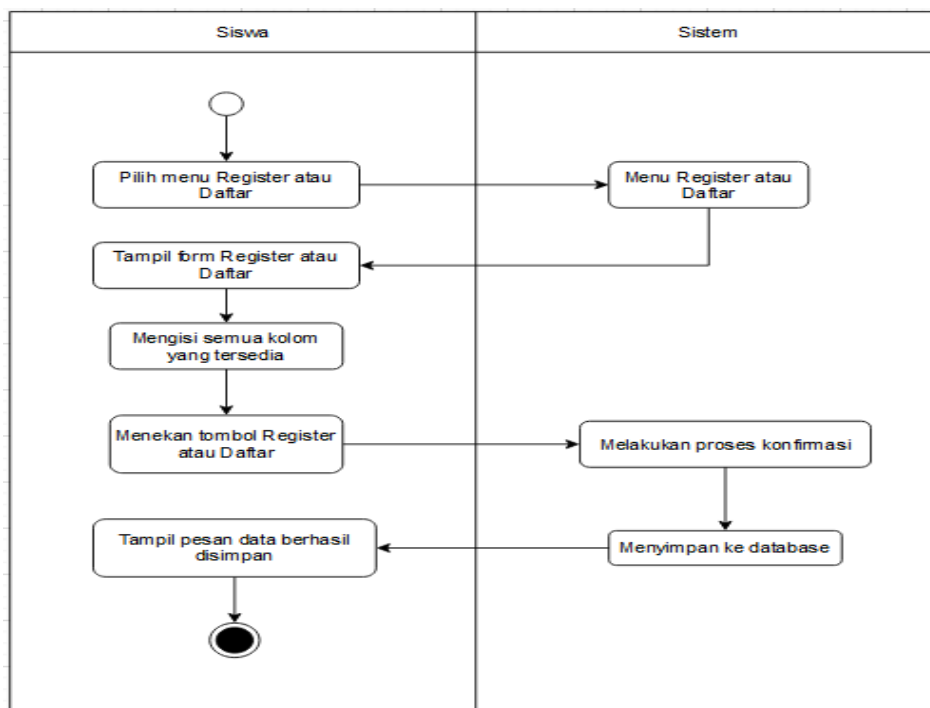 Siswa
Sistem
Pilih menu Register atau
Daftar
Menu Register atau
Daftar
Tampil form Register atau
Daftar
Mengisi semua kolom
yang tersedia
Menekan tombol Register
atau Daftar
Melakukan proses konfirmasi
Tampil pesan data berhasil
disimpan
Menyimpan ke database